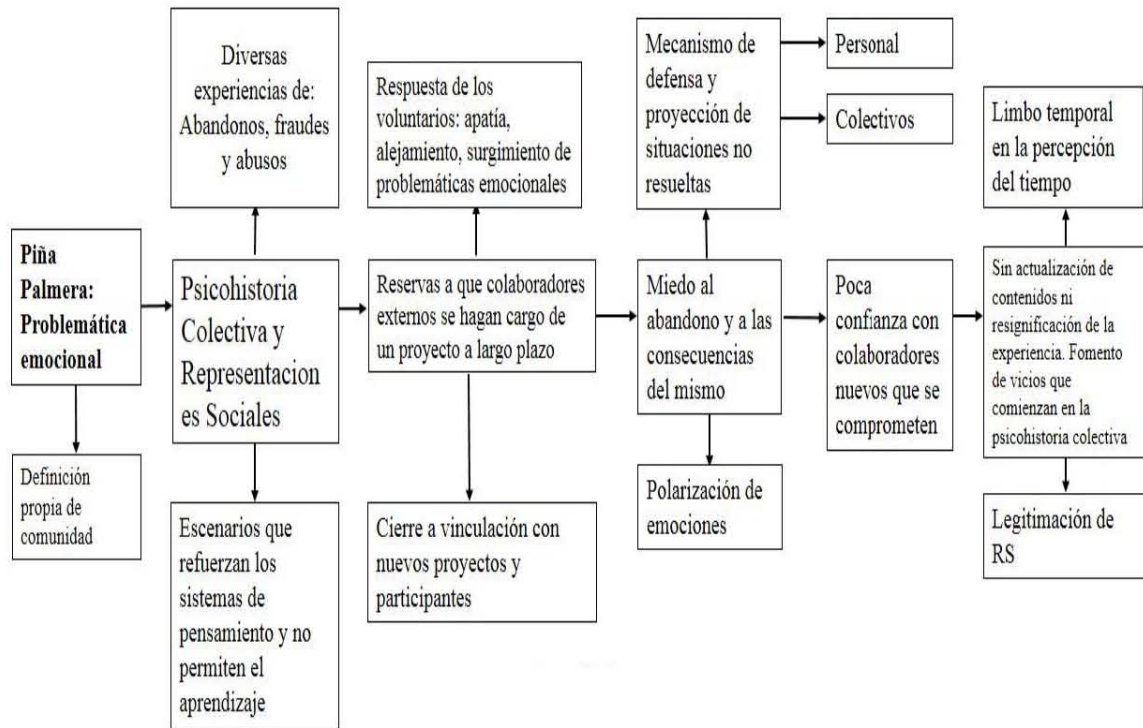 Diversas
experiencias de:
Abandonos, fraudes
y abusos
Respuesta de los
voluntarios: apatía,
alejamiento, surgimiento de
problemáticas emocionales
Mecanismo de
defensa y
proyección de
situaciones no
resueltas
Personal
Colectivos
Limbo temporal
en la percepción
del tiempo
Piña
Palmera:
Problemática
emocional
Psicohistoria
Colectiva y
Representacion
es Sociales
Reservas a que colaboradores
externos se hagan cargo de
un proyecto a largo plazo
Miedo al
abandono y a las
consecuencias
del mismo
Poca
confianza con
colaboradores
nuevos que se
comprometen
Sin actualización de
contenidos ni
resignificación de la
experiencia. Fomento
de vicios que
comienzan en la
psicohistoria colectiva
Definición
propia de
comunidad
Escenarios que
refuerzan los
sistemas de
pensamiento y no
permiten el
aprendizaje
Cierre a vinculación con
nuevos proyectos y
participantes
Polarización de
emociones
Legitimación de
RS